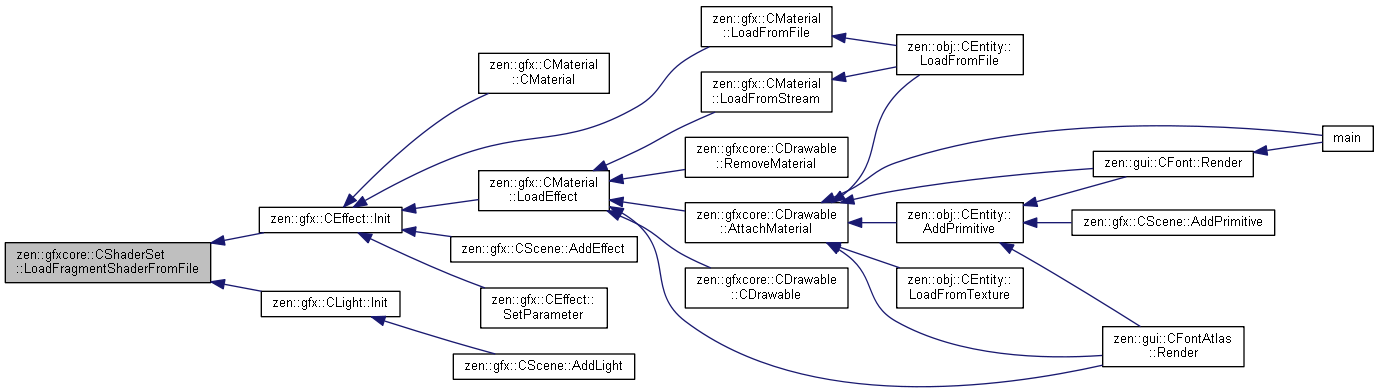 zen::gfxcore::CShaderSet
::LoadFragmentShaderFromFile
zen::gfx::CEffect::Init
zen::gfx::CLight::Init
zen::gfx::CMaterial
::CMaterial
zen::gfx::CMaterial
::LoadEffect
zen::gfx::CScene::AddEffect
zen::gfx::CEffect::
SetParameter
zen::gfx::CScene::AddLight
zen::gfx::CMaterial
::LoadFromFile
zen::gfx::CMaterial
::LoadFromStream
zen::gfxcore::CDrawable
::RemoveMaterial
zen::gfxcore::CDrawable
::AttachMaterial
zen::gfxcore::CDrawable
::CDrawable
zen::obj::CEntity::
LoadFromFile
zen::obj::CEntity::
AddPrimitive
zen::obj::CEntity::
LoadFromTexture
zen::gui::CFont::Render
zen::gfx::CScene::AddPrimitive
zen::gui::CFontAtlas
::Render
main